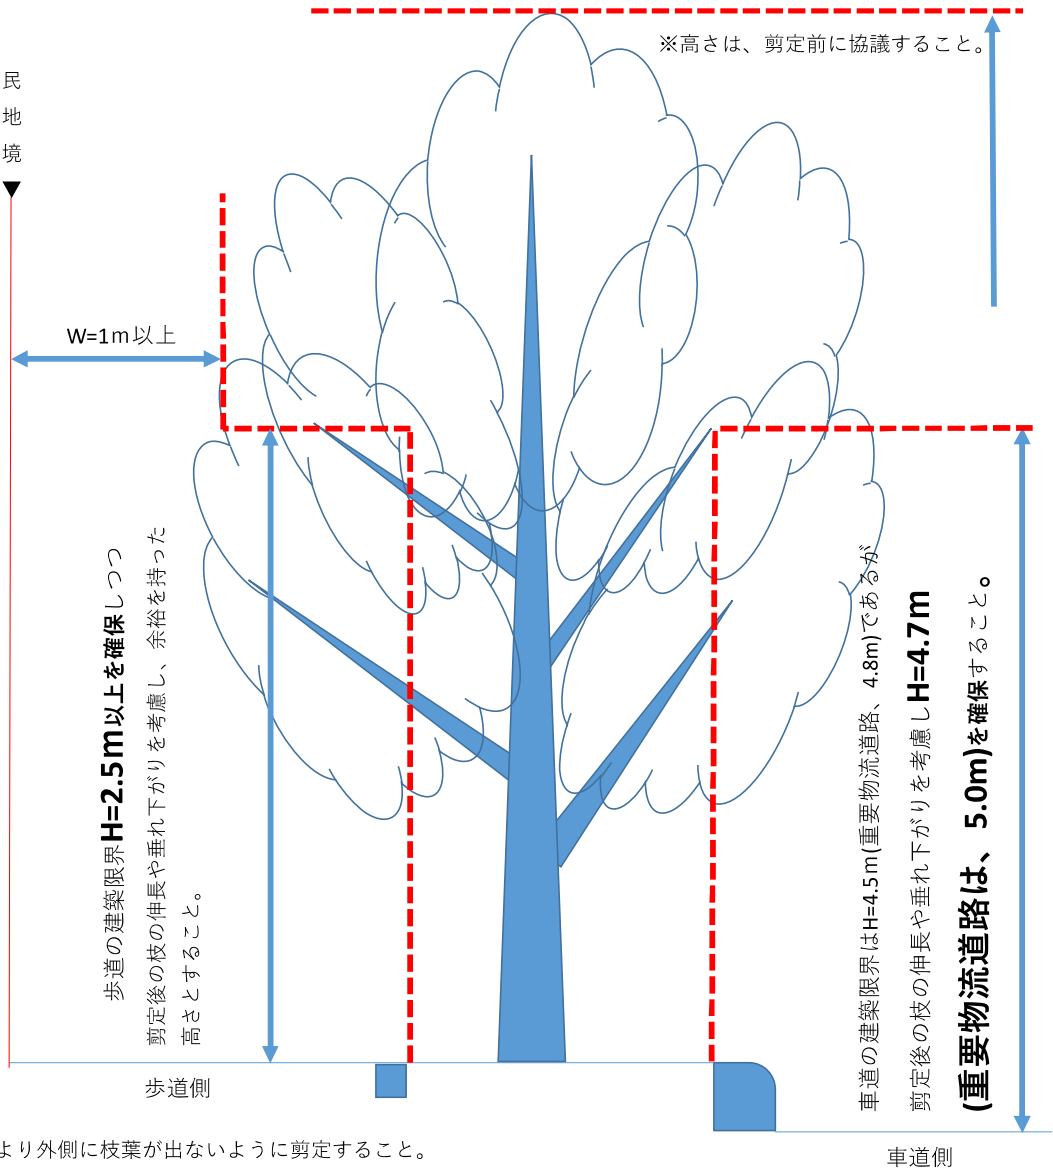 ※高さは、剪定前に協議すること。
民地境
W=1m以上
歩道の建築限界H=2.5m以上を確保しつつ
剪定後の枝の伸長や垂れ下がりを考慮し、余裕を持った
高さとすること。
車道の建築限界はH=4.5m(重要物流道路、4.8m)であるが
剪定後の枝の伸長や垂れ下がりを考慮しH=4.7m
(重要物流道路は、5.0m)を確保すること。
歩道側
より外側に枝葉が出ないように剪定すること。
車道側